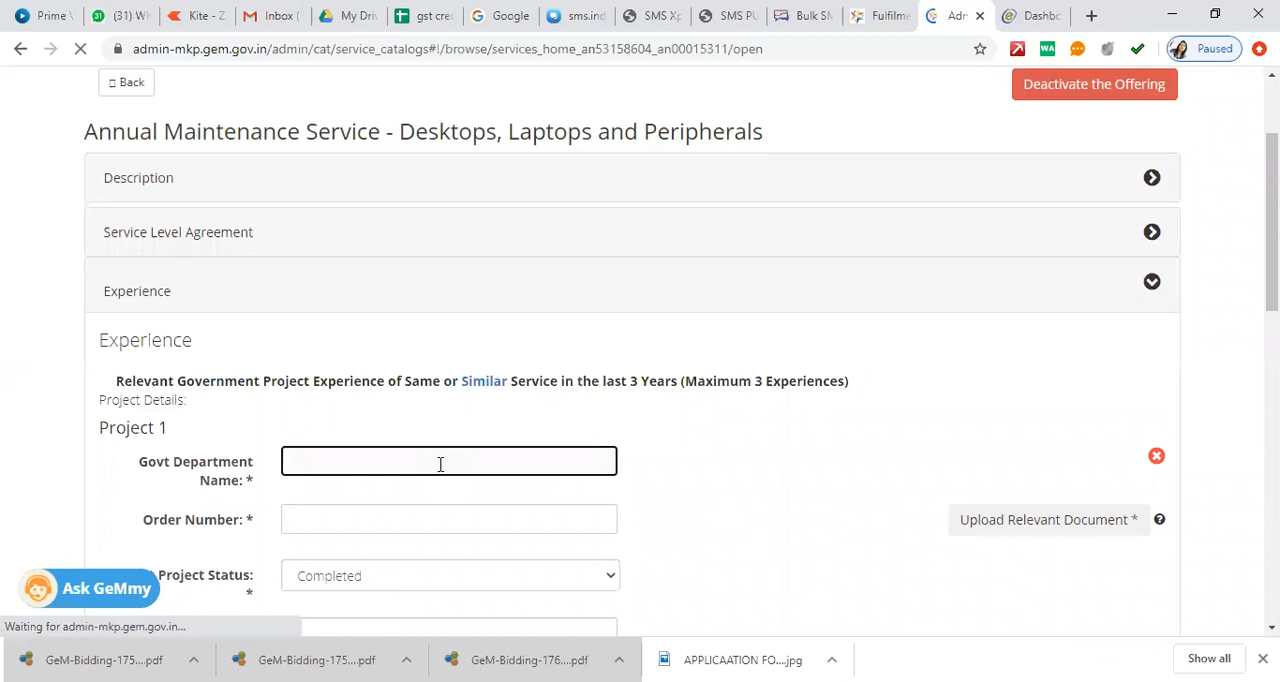 Prime V
(31) Wh
Kite - Z
Inbox (
My Driv
gst crec
Google
sms.ind
SMS Xp
SMS PU
Bulk SM
Fulfilme
Adm
Dashbo
admin-mkp.gem.gov.in/admin/cat/service_catalogs#!/browse/services_home_an53158604_an00015311/open
WA
Paused
Back
Deactivate the Offering
Annual Maintenance Service - Desktops, Laptops and Peripherals
Description
Service Level Agreement
Experience
Experience
Relevant Government Project Experience of Same or Similar Service in the last 3 Years (Maximum 3 Experiences)
Project Details:
Project 1
Govt Department
Name: *
Order Number: *
Upload Relevant Document *
Project Status:
*
Completed
Ask GeMmy
Waiting for admin-mkp.gem.gov.in...
GeM-Bidding-175....pdf
GeM-Bidding-175....pdf
GeM-Bidding-176....pdf
APPLICAATION FO....jpg
Show all